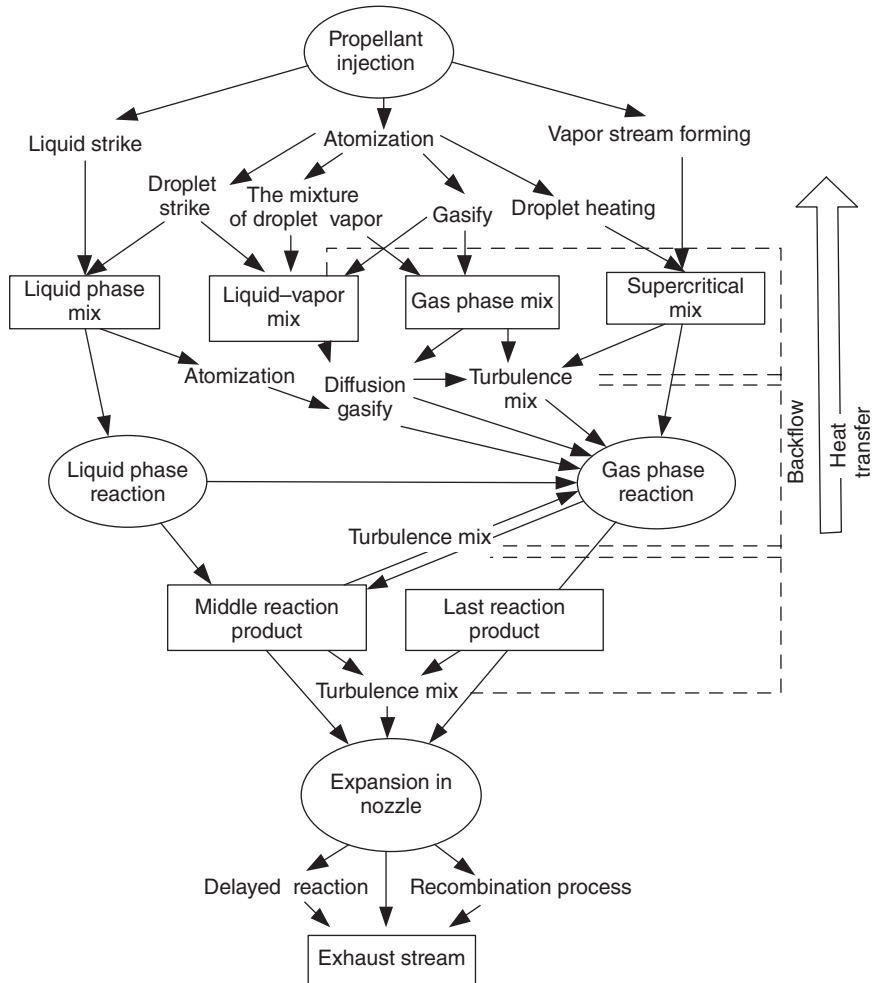 Propellant
injection
Liquid strike
Atomization
Vapor stream forming
Droplet
strike
The mixture
of droplet vapor
Gasify
Droplet heating
Liquid phase
mix
Liquid–vapor
mix
Gas phase mix
Supercritical
mix
Atomization
Diffusion
gasify
Turbulence
mix
Backflow
Heat
transfer
Liquid phase
reaction
Gas phase
reaction
Turbulence mix
Middle reaction
product
Last reaction
product
Turbulence mix
Expansion in
nozzle
Delayed reaction
Recombination process
Exhaust stream